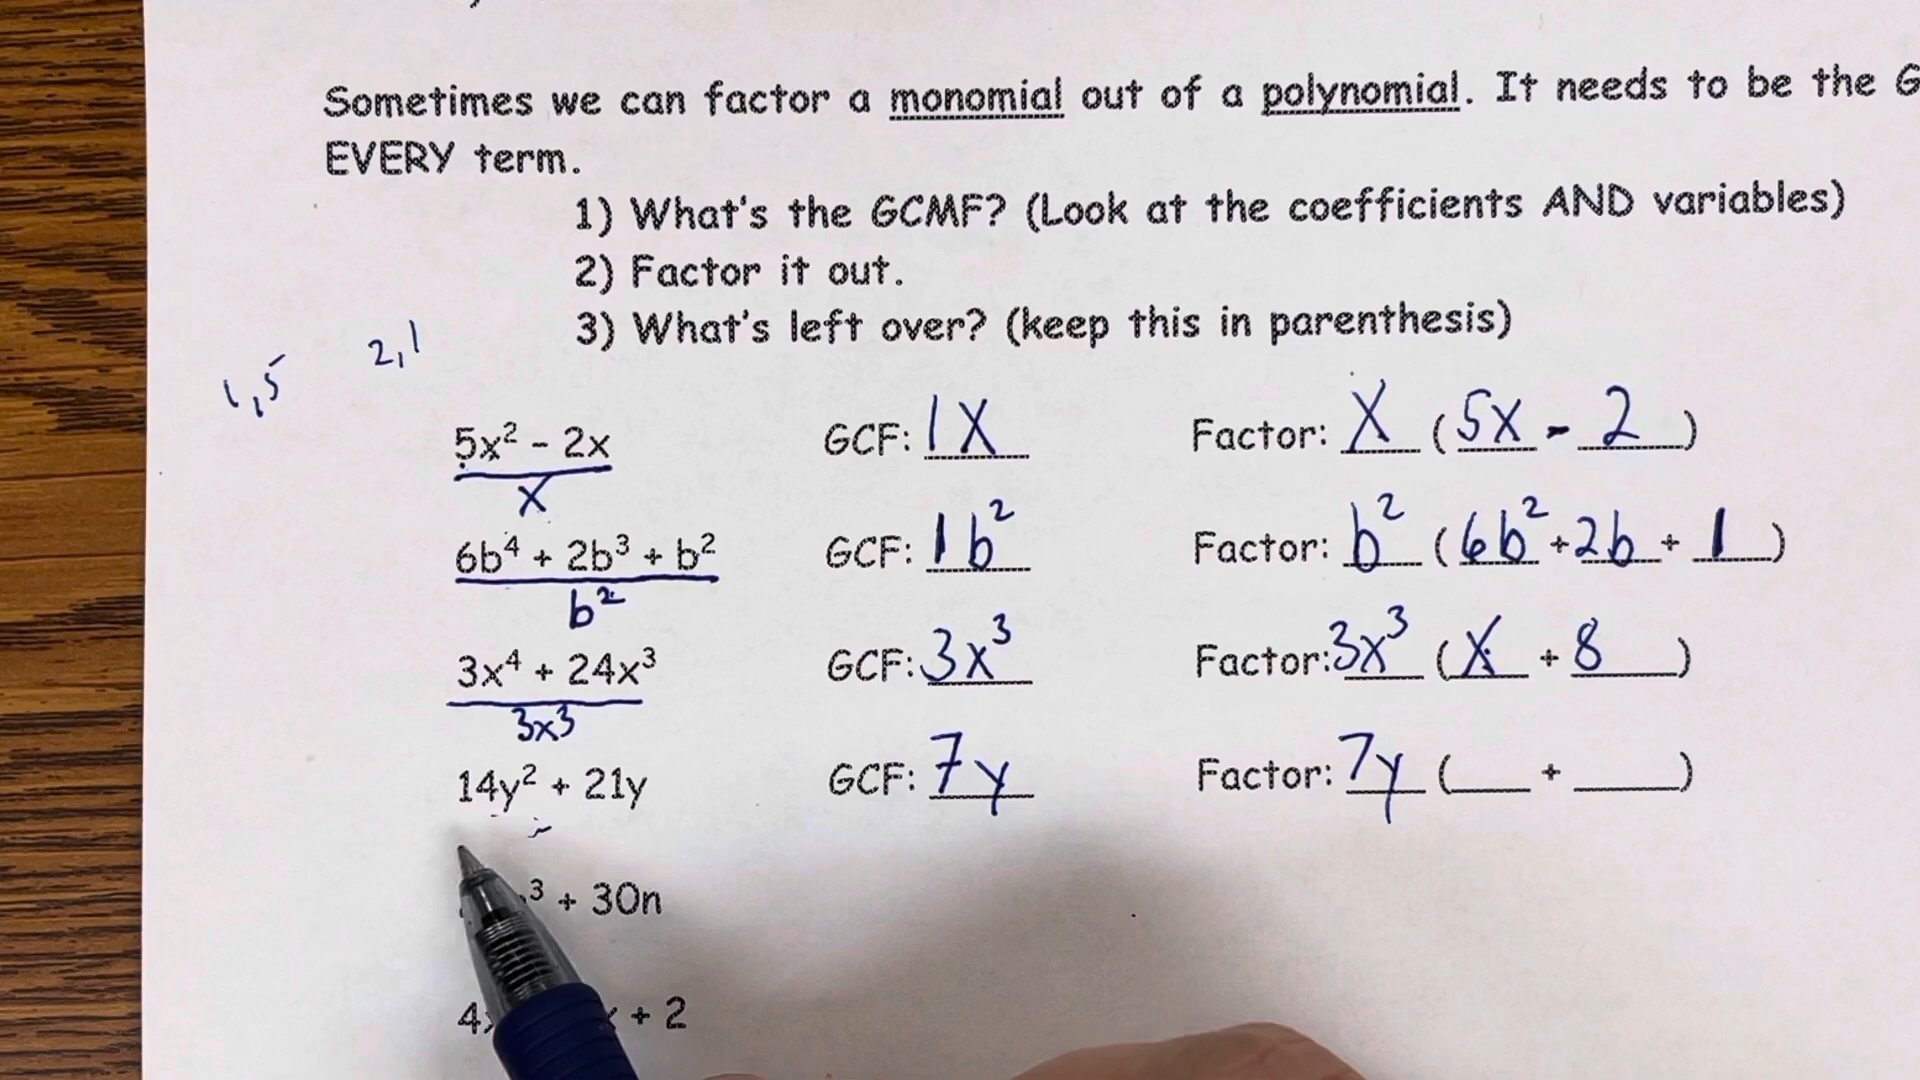 Sometimes we can factor a monomial out of a polynomial. It needs to be the G
EVERY term.
1) What's the GCMF? (Look at the coefficients AND variables)
2) Factor it out.
3) What's left over? (keep this in parenthesis)
1,5 2,1
5x² - 2x GCF: 1X Factor: X (5X - 2)
x
6b⁴ + 2b³ + b² GCF: 1b² Factor: b² (6b² + 2b + 1)
b²
3x⁴ + 24x³ GCF: 3x³ Factor: 3x³ (X + 8)
3x³
14y² + 21y GCF: 7y Factor: 7y (___ + ___)
³ + 30n
4 + 2